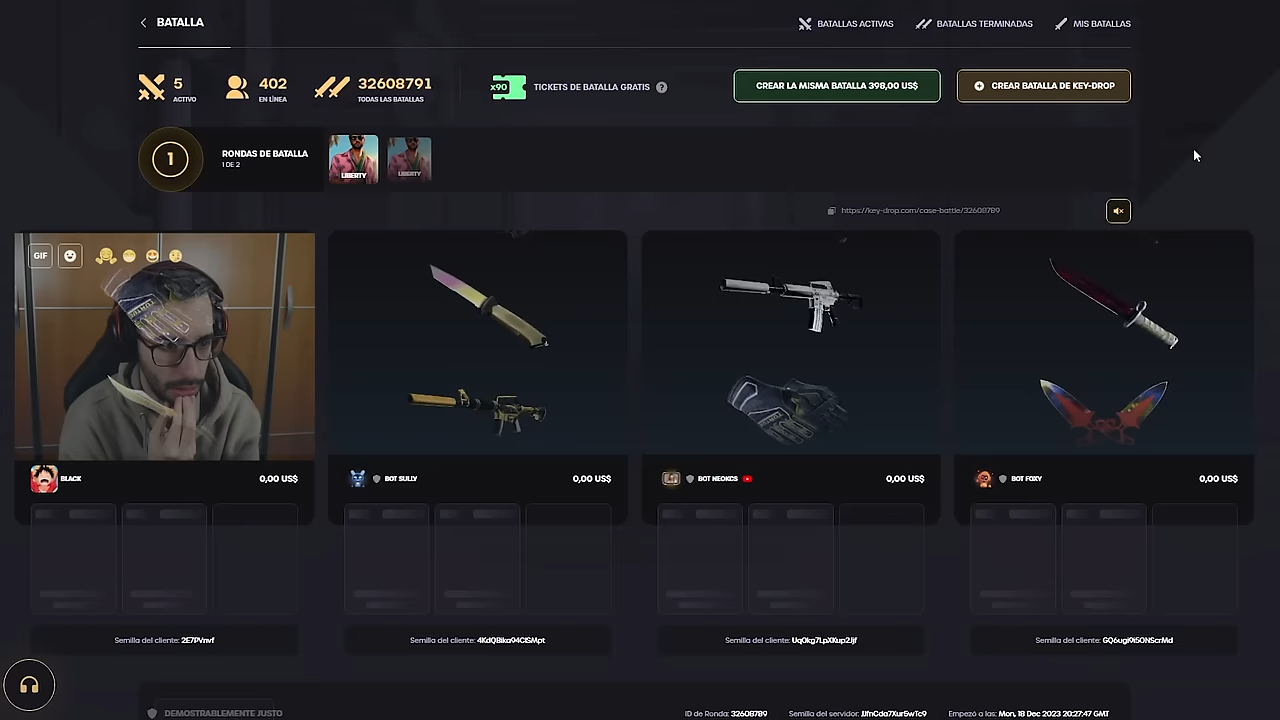 BATALLA
BATALLAS ACTIVAS
BATALLAS TERMINADAS
MIS BATALLAS
5
ACTIVO
402
EN LÍNEA
32608791
TODAS LAS BATALLAS
x90
TICKETS DE BATALLA GRATIS
?
CREAR LA MISMA BATALLA 398,00 US$
CREAR BATALLA DE KEY-DROP
1
RONDAS DE BATALLA
1 DE 2
LIBERTY
LIBERTY
https://key-drop.com/case-battle/32608789
GIF
BLACK
0,00 US$
BOT SULLY
0,00 US$
BOT NEOKCS
0,00 US$
BOT FOXY
0,00 US$
Semilla del cliente: 2E7PVnvf
Semilla del cliente: 4KdQBika94CISMpt
Semilla del cliente: Uq0kg7LpXKup2Jjf
Semilla del cliente: GQ6ugi9i5ONScrMd
DEMOSTRABLEMENTE JUSTO
ID de Ronda: 32608789
Semilla del servidor: JJfnCda7Xur5wTc9
Empezó a las: Mon, 18 Dec 2023 20:27:47 GMT